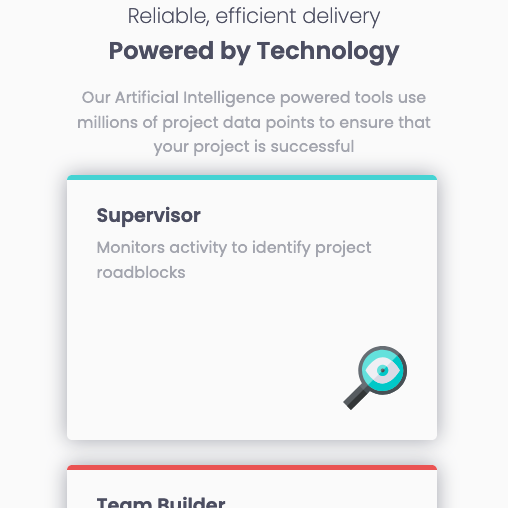 Reliable, efficient delivery
Powered by Technology
Our Artificial Intelligence powered tools use
millions of project data points to ensure that
your project is successful
Supervisor
Monitors activity to identify project
roadblocks
Team Builder